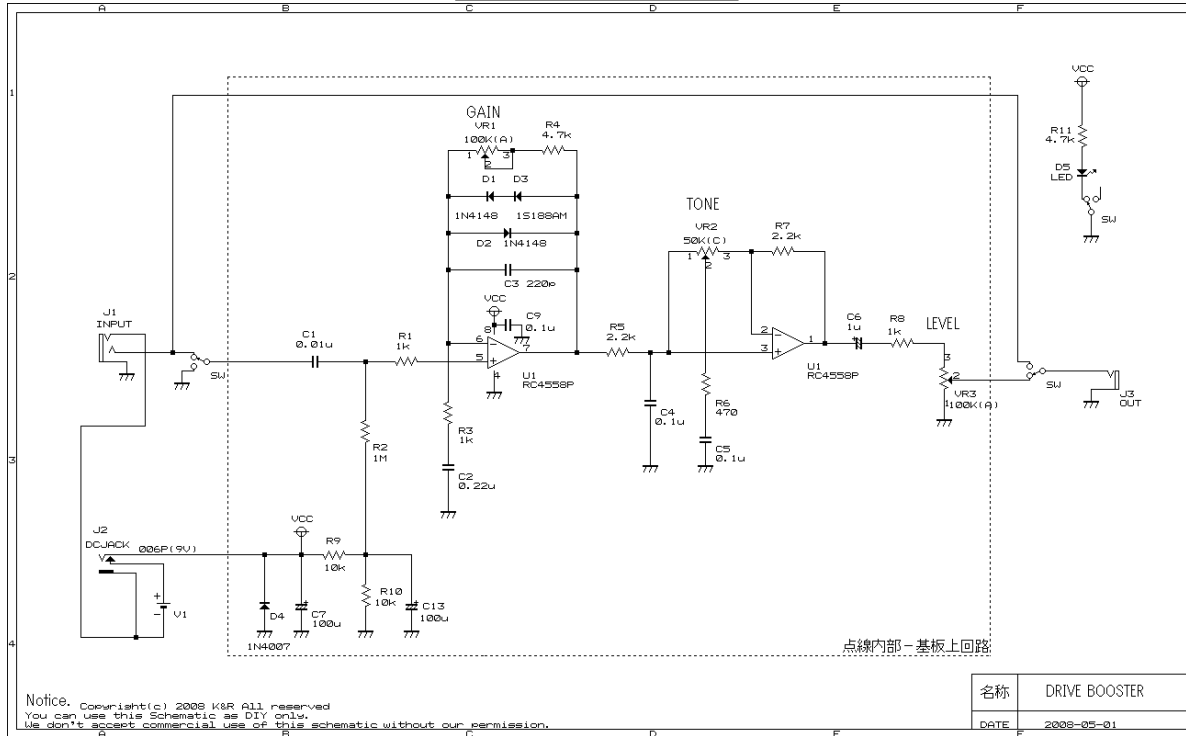 A B C D E F
1
2
3
4
GAIN
VR1
100K(A)
1 2 3
R4
4.7k
D1 D3
1N4148 1S188AM
D2 1N4148
C3 220p
VCC
8
C9
0.1u
6
5
7
4
U1
RC4558P
TONE
VR2
50K(C)
1 2 3
R7
2.2k
VCC
R11
4.7k
D5
LED
SW
J1
INPUT
SW
C1
0.01u
R1
1k
R5
2.2k
2
3
1
U1
RC4558P
C6
1u
R8
1k
LEVEL
3
2
1
VR3
100K(A)
SW
J3
OUT
R2
1M
R3
1k
C2
0.22u
C4
0.1u
R6
470
C5
0.1u
J2
DCJACK
006P(9V)
V1
VCC
R9
10k
D4
1N4007
C7
100u
R10
10k
C13
100u
点線内部-基板上回路
Notice. Copyright(c) 2008 K&R All reserved
You can use this Schematic as DIY only.
We don't accept commercial use of this schematic without our permission.
名称 DRIVE BOOSTER
DATE 2008-05-01
A B C D E F